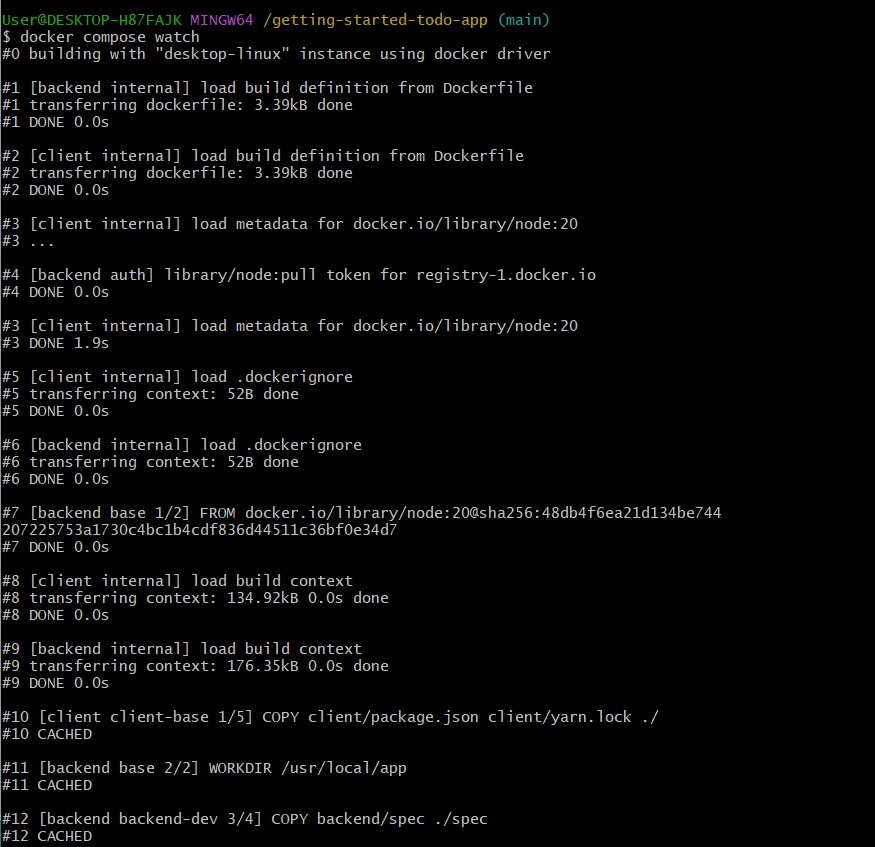 User@DESKTOP-H87FAJK MINGW64 /getting-started-todo-app (main)
$ docker compose watch
#0 building with "desktop-linux" instance using docker driver
#1 [backend internal] load build definition from Dockerfile
#1 transferring dockerfile: 3.39kB done
#1 DONE 0.0s
#2 [client internal] load build definition from Dockerfile
#2 transferring dockerfile: 3.39kB done
#2 DONE 0.0s
#3 [client internal] load metadata for docker.io/library/node:20
#3 ...
#4 [backend auth] library/node:pull token for registry-1.docker.io
#4 DONE 0.0s
#3 [client internal] load metadata for docker.io/library/node:20
#3 DONE 1.9s
#5 [client internal] load .dockerignore
#5 transferring context: 52B done
#5 DONE 0.0s
#6 [backend internal] load .dockerignore
#6 transferring context: 52B done
#6 DONE 0.0s
#7 [backend base 1/2] FROM docker.io/library/node:20@sha256:48db4f6ea21d134be744
207225753a1730c4bc1b4cdf836d44511c36bf0e34d7
#7 DONE 0.0s
#8 [client internal] load build context
#8 transferring context: 134.92kB 0.0s done
#8 DONE 0.0s
#9 [backend internal] load build context
#9 transferring context: 176.35kB 0.0s done
#9 DONE 0.0s
#10 [client client-base 1/5] COPY client/package.json client/yarn.lock ./
#10 CACHED
#11 [backend base 2/2] WORKDIR /usr/local/app
#11 CACHED
#12 [backend backend-dev 3/4] COPY backend/spec ./spec
#12 CACHED